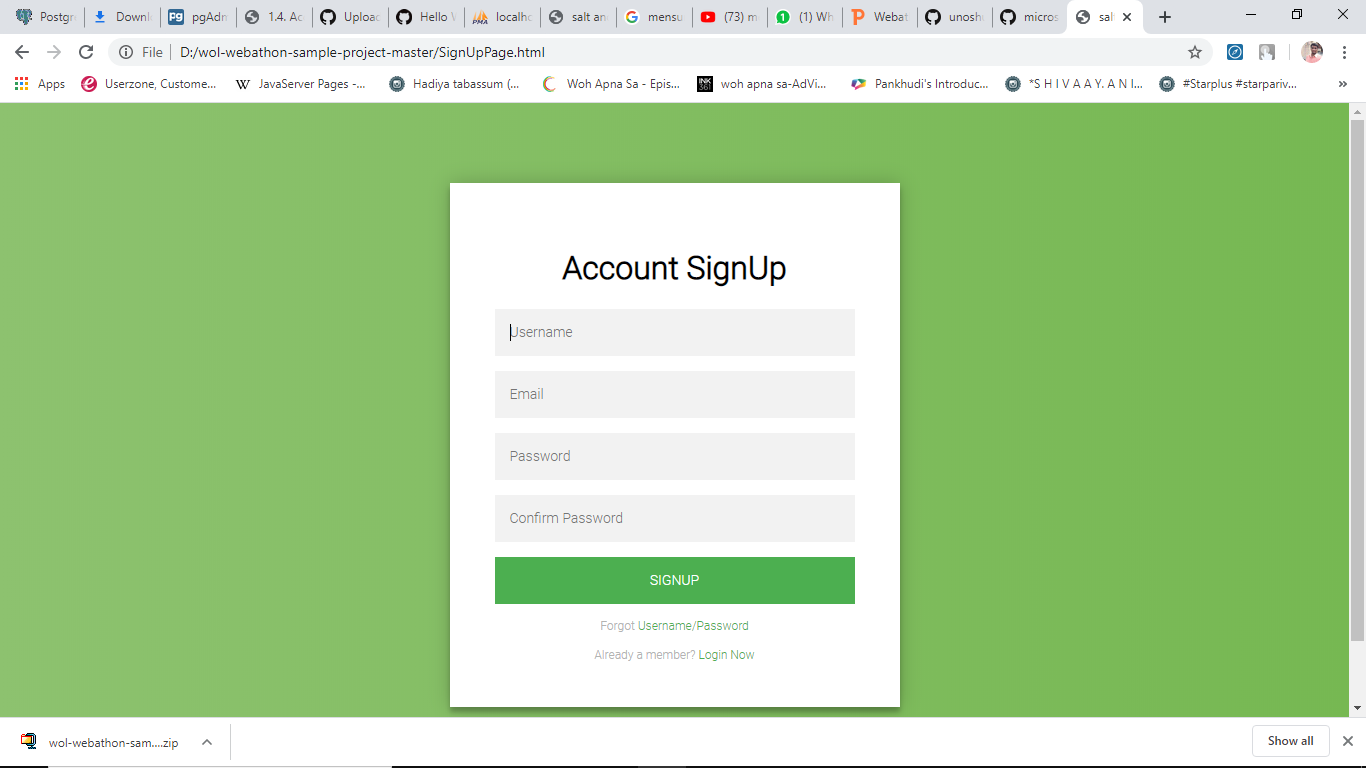 Postgr Downl pgAdm 1.4. Ac Uploac Hello W localho salt an mensu (73) m (1) Wh Webat unosh micros sal
File D:/wol-webathon-sample-project-master/SignUpPage.html
Apps Userzone, Custome... JavaServer Pages -... Hadiya tabassum (... Woh Apna Sa - Epis... woh apna sa-AdVi... Pankhudi's Introduc... *S H I V A A Y. A N I... #Starplus #starpariv... »
Account SignUp
Username
Email
Password
Confirm Password
SIGNUP
Forgot Username/Password
Already a member? Login Now
wol-webathon-sam....zip Show all